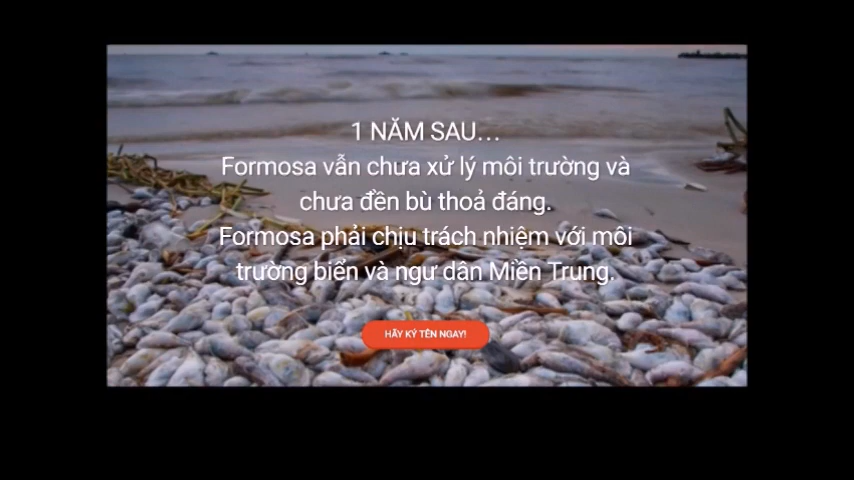 1 NĂM SAU...
Formosa vẫn chưa xử lý môi trường và
chưa đền bù thoả đáng.
Formosa phải chịu trách nhiệm với môi
trường biển và ngư dân Miền Trung.
HÃY KÝ TÊN NGAY!